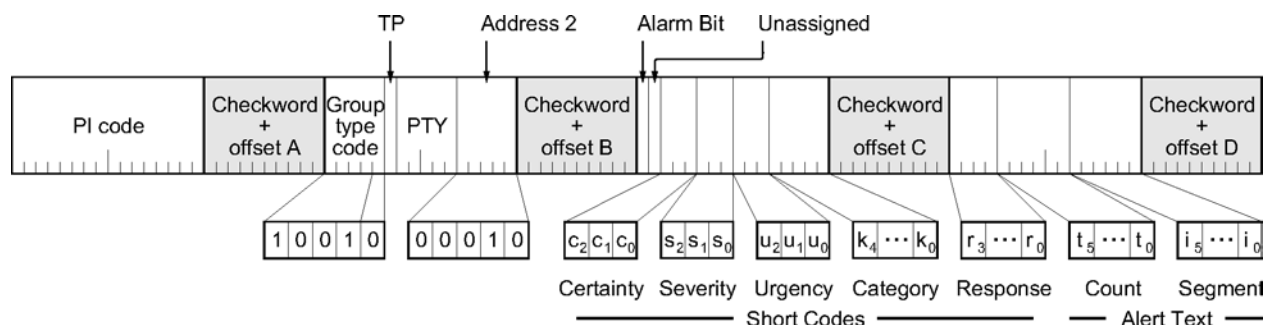 TP Address 2 Alarm Bit Unassigned
PI code
Checkword
+
offset A
Group
type
code
PTY
Checkword
+
offset B
Checkword
+
offset C
Checkword
+
offset D
1 0 0 1 0
0 0 0 1 0
c2 c1 c0
s2 s1 s0
u2 u1 u0
k4 ··· k0
r3 ··· r0
t5 ··· t0
i5 ··· i0
Certainty Severity Urgency Category Response Count Segment
Short Codes Alert Text